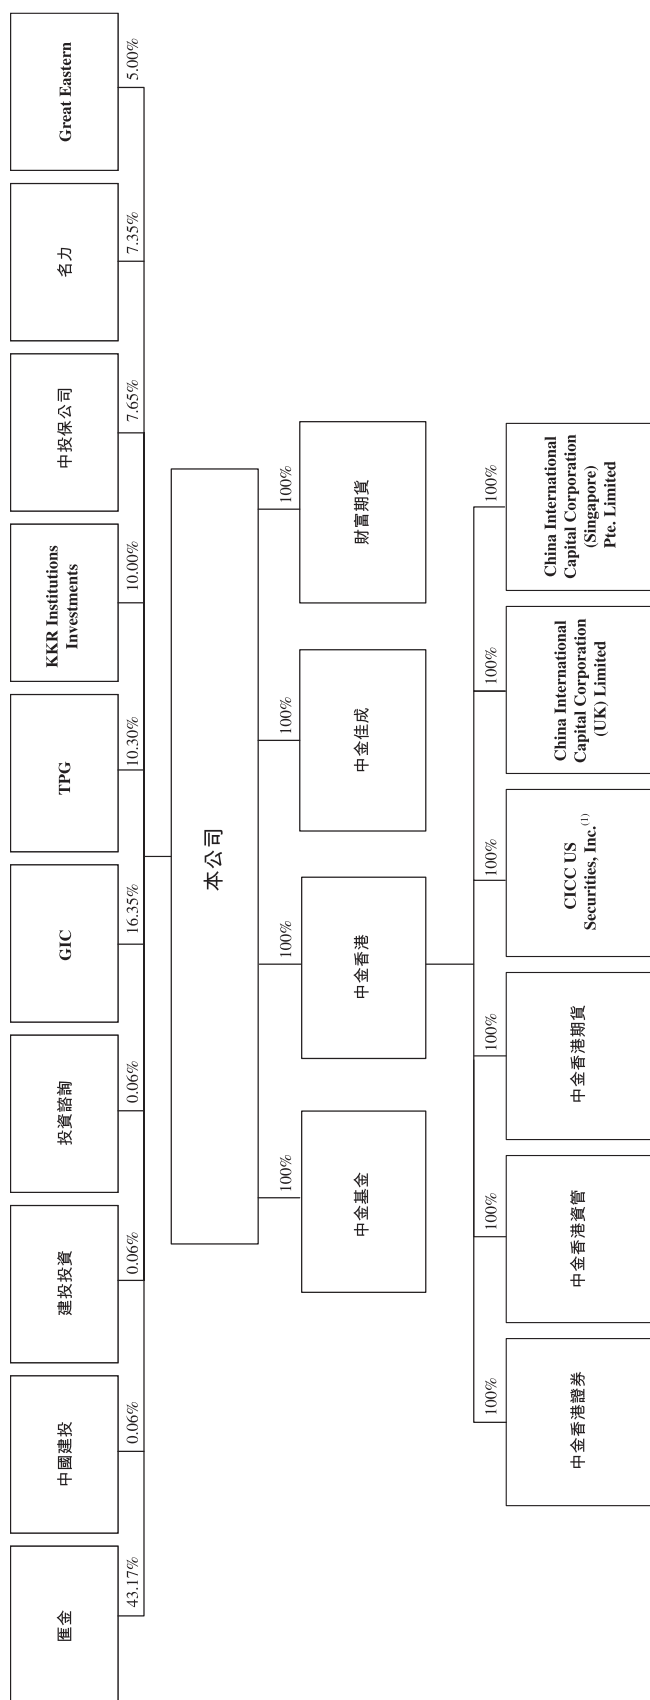 匯金
中國建投
建投投資
投資諮詢
GIC
TPG
KKR Institutions
Investments
中投保公司
名力
Great Eastern
43.17%
0.06%
0.06%
0.06%
16.35%
10.30%
10.00%
7.65%
7.35%
5.00%
本公司
100%
100%
100%
100%
中金基金
中金香港
中金佳成
財富期貨
100%
100%
100%
100%
100%
100%
中金香港證券
中金香港資管
中金香港期貨
CICC US
Securities, Inc.(1)
China International
Capital Corporation
(UK) Limited
China International
Capital Corporation
(Singapore)
Pte. Limited